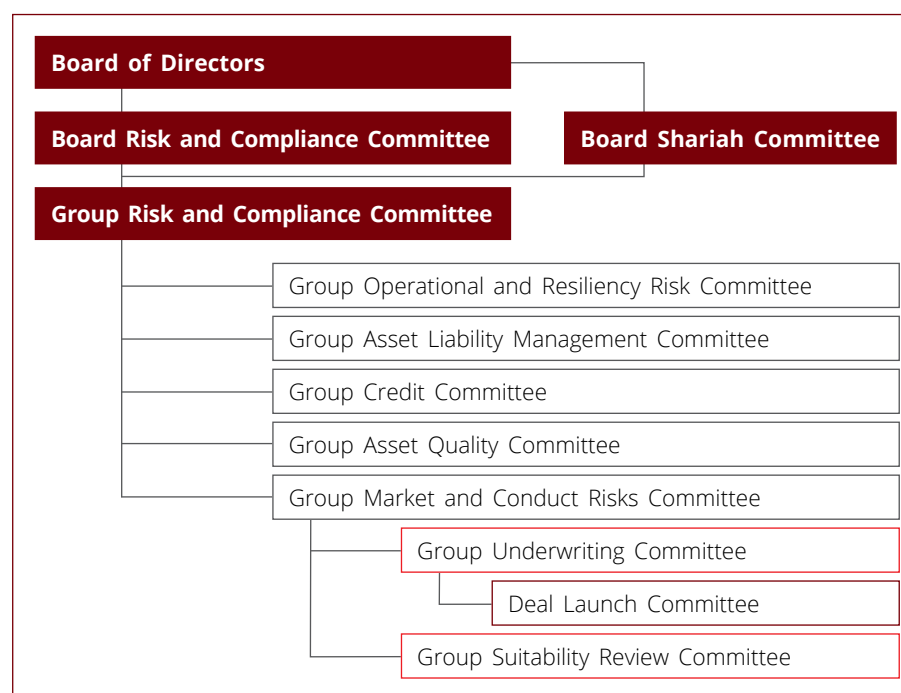 Board of Directors
Board Risk and Compliance Committee
Board Shariah Committee
Group Risk and Compliance Committee
Group Operational and Resiliency Risk Committee
Group Asset Liability Management Committee
Group Credit Committee
Group Asset Quality Committee
Group Market and Conduct Risks Committee
Group Underwriting Committee
Deal Launch Committee
Group Suitability Review Committee